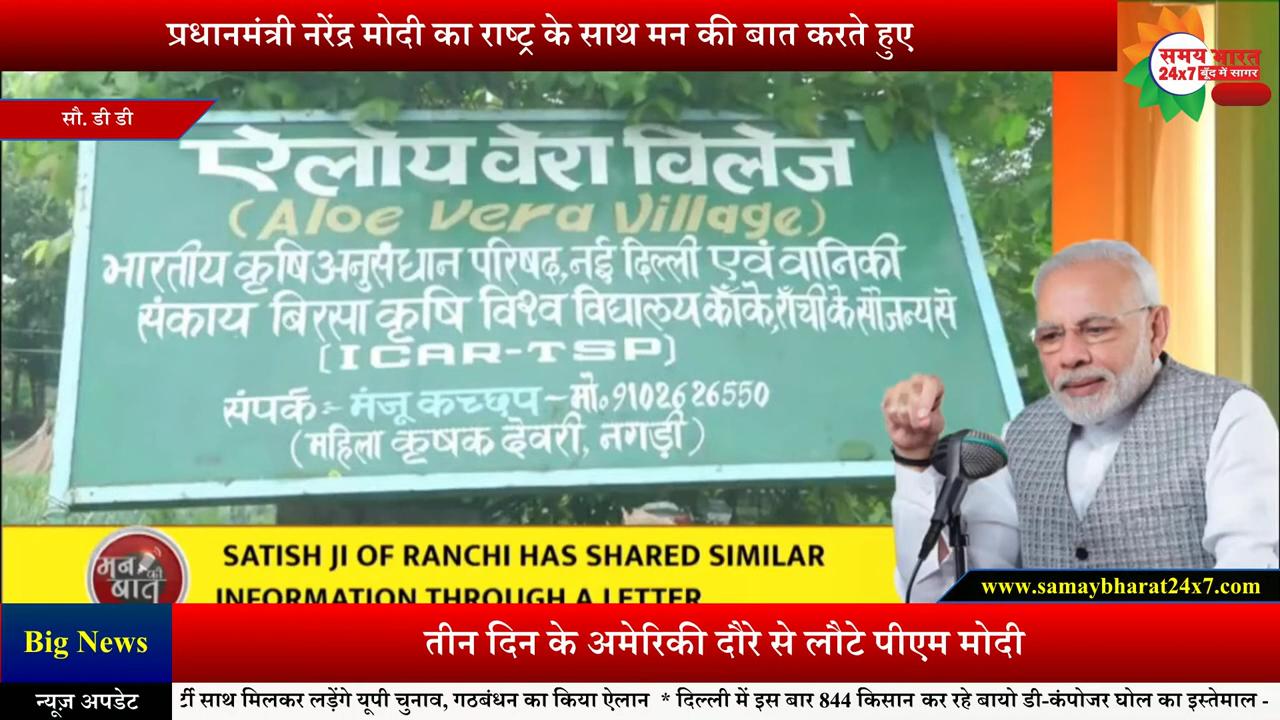 प्रधानमंत्री नरेंद्र मोदी का राष्ट्र के साथ मन की बात करते हुए
समय भारत
24x7 बूँद में सागर
सौ. डी डी
ऐलोय वेरा विलेज
(Aloe Vera Village)
भारतीय कृषि अनुसंधान परिषद, नई दिल्ली एवं वानिकी
संकाय बिरसा कृषि विश्व विद्यालय काँके, राँची के सौजन्य से
[ICAR-TSP]
संपर्क :- मंजू कच्छप - मो० 9102626550
(महिला कृषक देवरी, नगड़ी)
मन की बात
SATISH JI OF RANCHI HAS SHARED SIMILAR
INFORMATION THROUGH A LETTER
www.samaybharat24x7.com
Big News
तीन दिन के अमेरिकी दौरे से लौटे पीएम मोदी
न्यूज़ अपडेट
र्टी साथ मिलकर लड़ेंगे यूपी चुनाव, गठबंधन का किया ऐलान * दिल्ली में इस बार 844 किसान कर रहे बायो डी-कंपोजर घोल का इस्तेमाल -